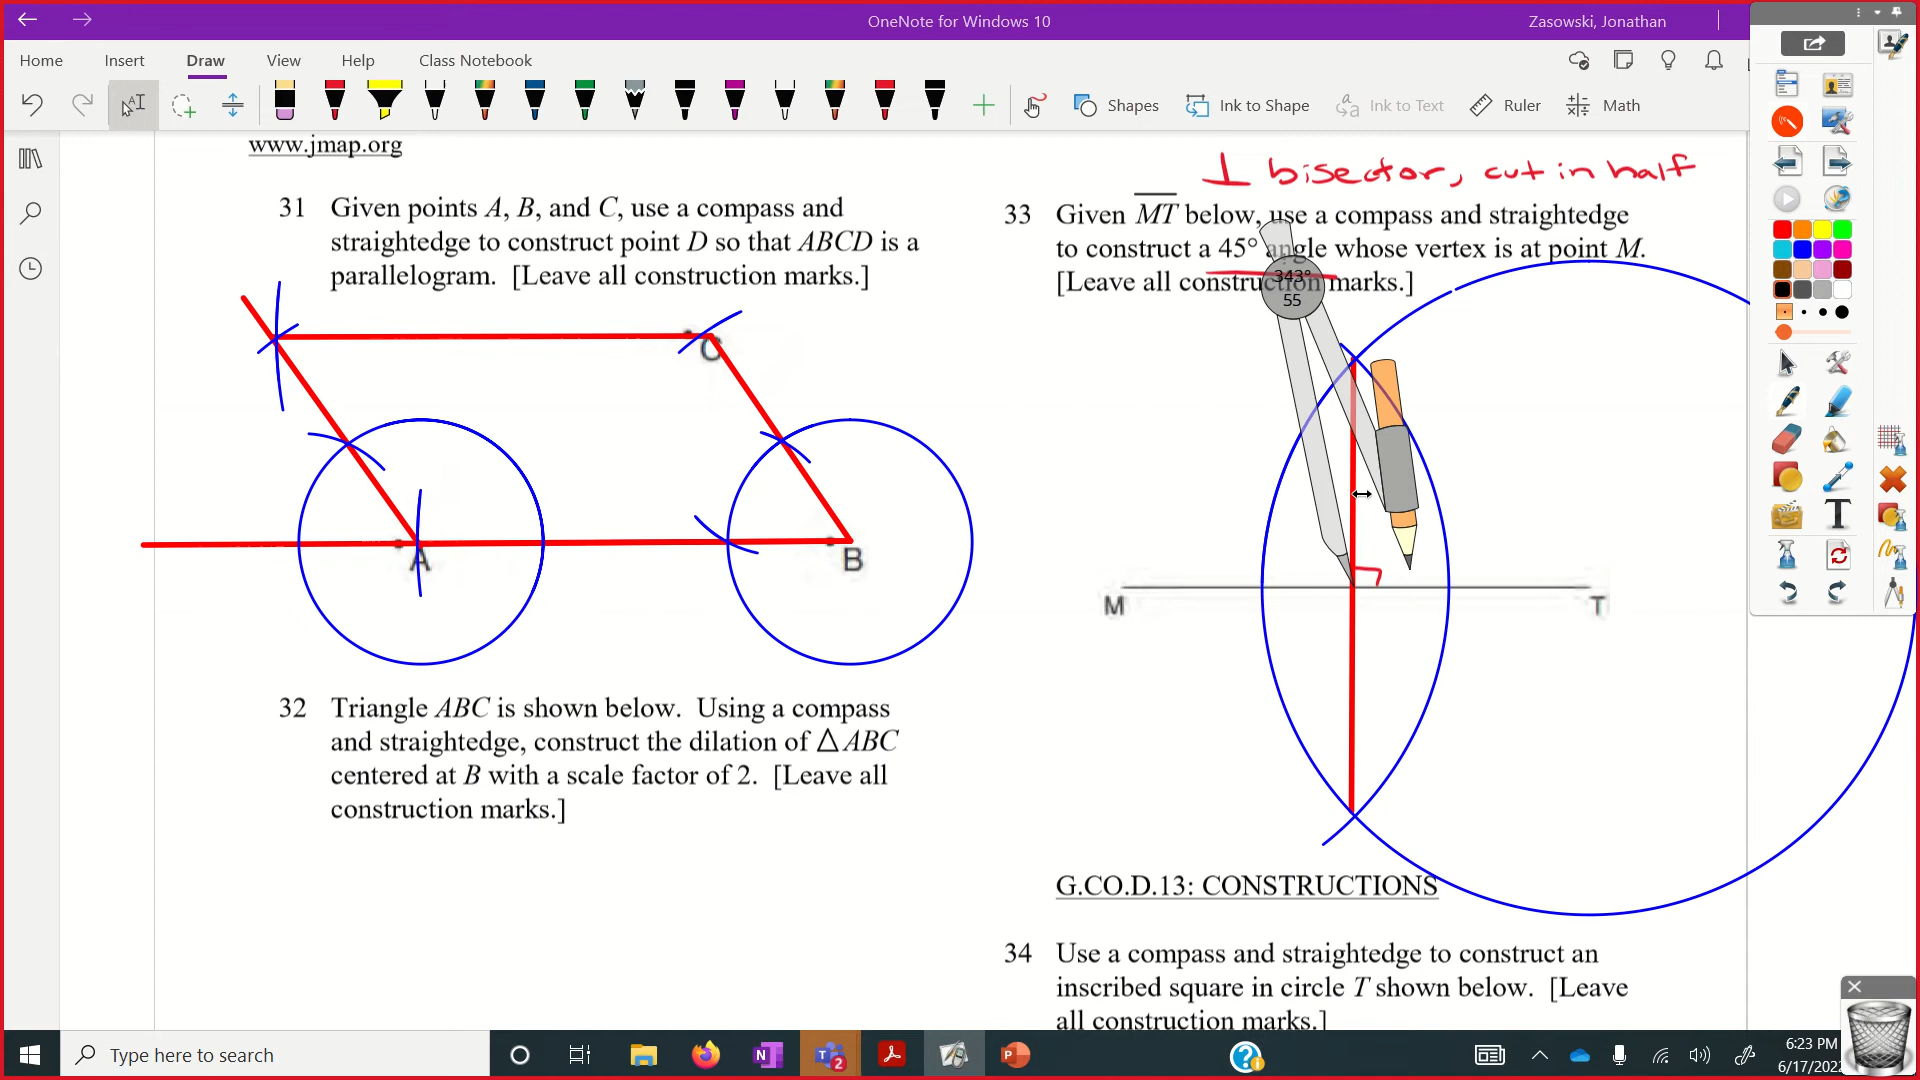 OneNote for Windows 10
Zasowski, Jonathan
Home Insert Draw View Help Class Notebook
Shapes Ink to Shape Ink to Text Ruler Math
www.jmap.org
31 Given points A, B, and C, use a compass and
straightedge to construct point D so that ABCD is a
parallelogram. [Leave all construction marks.]
C
A
B
32 Triangle ABC is shown below. Using a compass
and straightedge, construct the dilation of △ABC
centered at B with a scale factor of 2. [Leave all
construction marks.]
⊥ bisector, cut in half
33 Given MT below, use a compass and straightedge
to construct a 45° angle whose vertex is at point M.
[Leave all construction marks.]
343°
55
M
T
G.CO.D.13: CONSTRUCTIONS
34 Use a compass and straightedge to construct an
inscribed square in circle T shown below. [Leave
all construction marks.]
Type here to search
2
6:23 PM